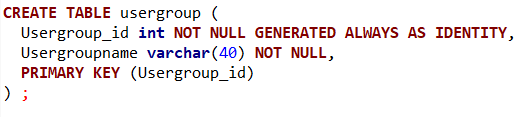 CREATE TABLE usergroup (
  Usergroup_id int NOT NULL GENERATED ALWAYS AS IDENTITY,
  Usergroupname varchar(40) NOT NULL,
  PRIMARY KEY (Usergroup_id)
) ;